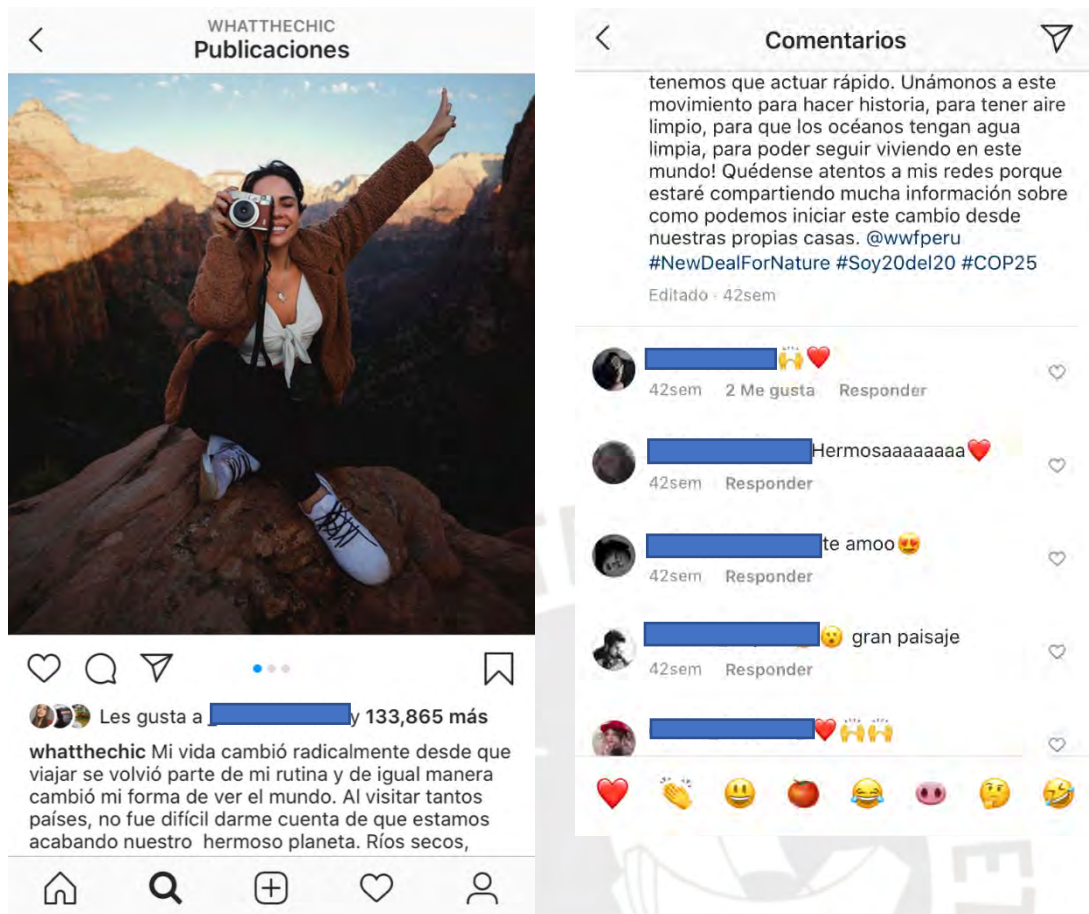 WHATTHECHIC
Publicaciones
Les gusta a
y 133,865 más
whatthechic Mi vida cambió radicalmente desde que
viajar se volvió parte de mi rutina y de igual manera
cambió mi forma de ver el mundo. Al visitar tantos
países, no fue difícil darme cuenta de que estamos
acabando nuestro hermoso planeta. Ríos secos,
Comentarios
tenemos que actuar rápido. Unámonos a este
movimiento para hacer historia, para tener aire
limpio, para que los océanos tengan agua
limpia, para poder seguir viviendo en este
mundo! Quédense atentos a mis redes porque
estaré compartiendo mucha información sobre
como podemos iniciar este cambio desde
nuestras propias casas. @wwfperu
#NewDealForNature #Soy20del20 #COP25
Editado · 42sem
🙌❤️
42sem 2 Me gusta Responder
Hermosaaaaaaaa❤️
42sem Responder
te amoo😍
42sem Responder
😮 gran paisaje
42sem Responder
❤️🙌🙌